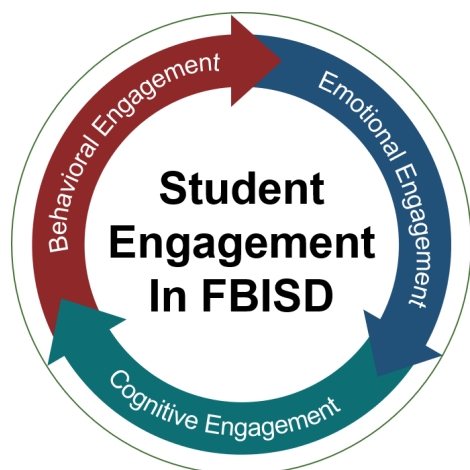 Student
Engagement
In FBISD
Behavioral Engagement
Emotional Engagement
Cognitive Engagement